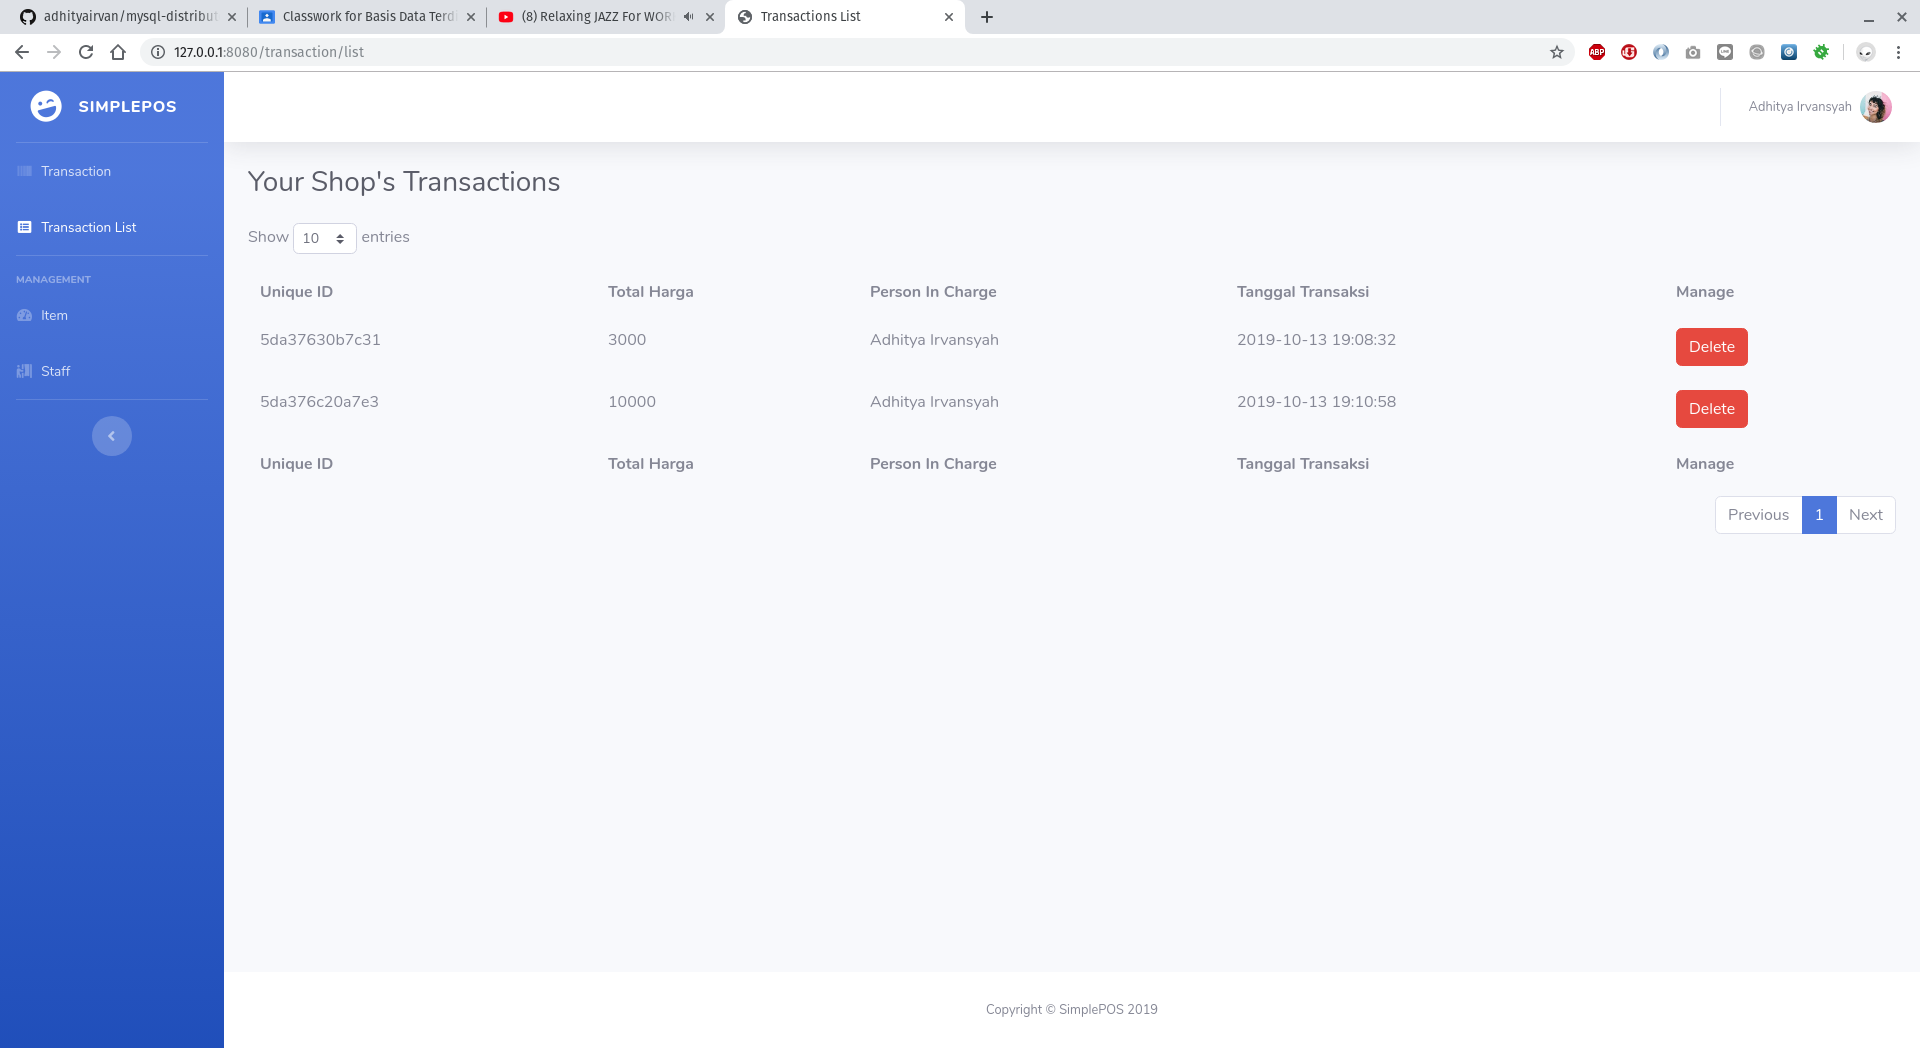 adhityairvan/mysql-distribut
Classwork for Basis Data Terdi
(8) Relaxing JAZZ For WOR
Transactions List
127.0.0.1:8080/transaction/list
ABP
SIMPLEPOS
Adhitya Irvansyah
Transaction
Transaction List
MANAGEMENT
Item
Staff
Your Shop's Transactions
Show 10 entries
Unique ID Total Harga Person In Charge Tanggal Transaksi Manage
5da37630b7c31 3000 Adhitya Irvansyah 2019-10-13 19:08:32 Delete
5da376c20a7e3 10000 Adhitya Irvansyah 2019-10-13 19:10:58 Delete
Unique ID Total Harga Person In Charge Tanggal Transaksi Manage
Previous 1 Next
Copyright © SimplePOS 2019